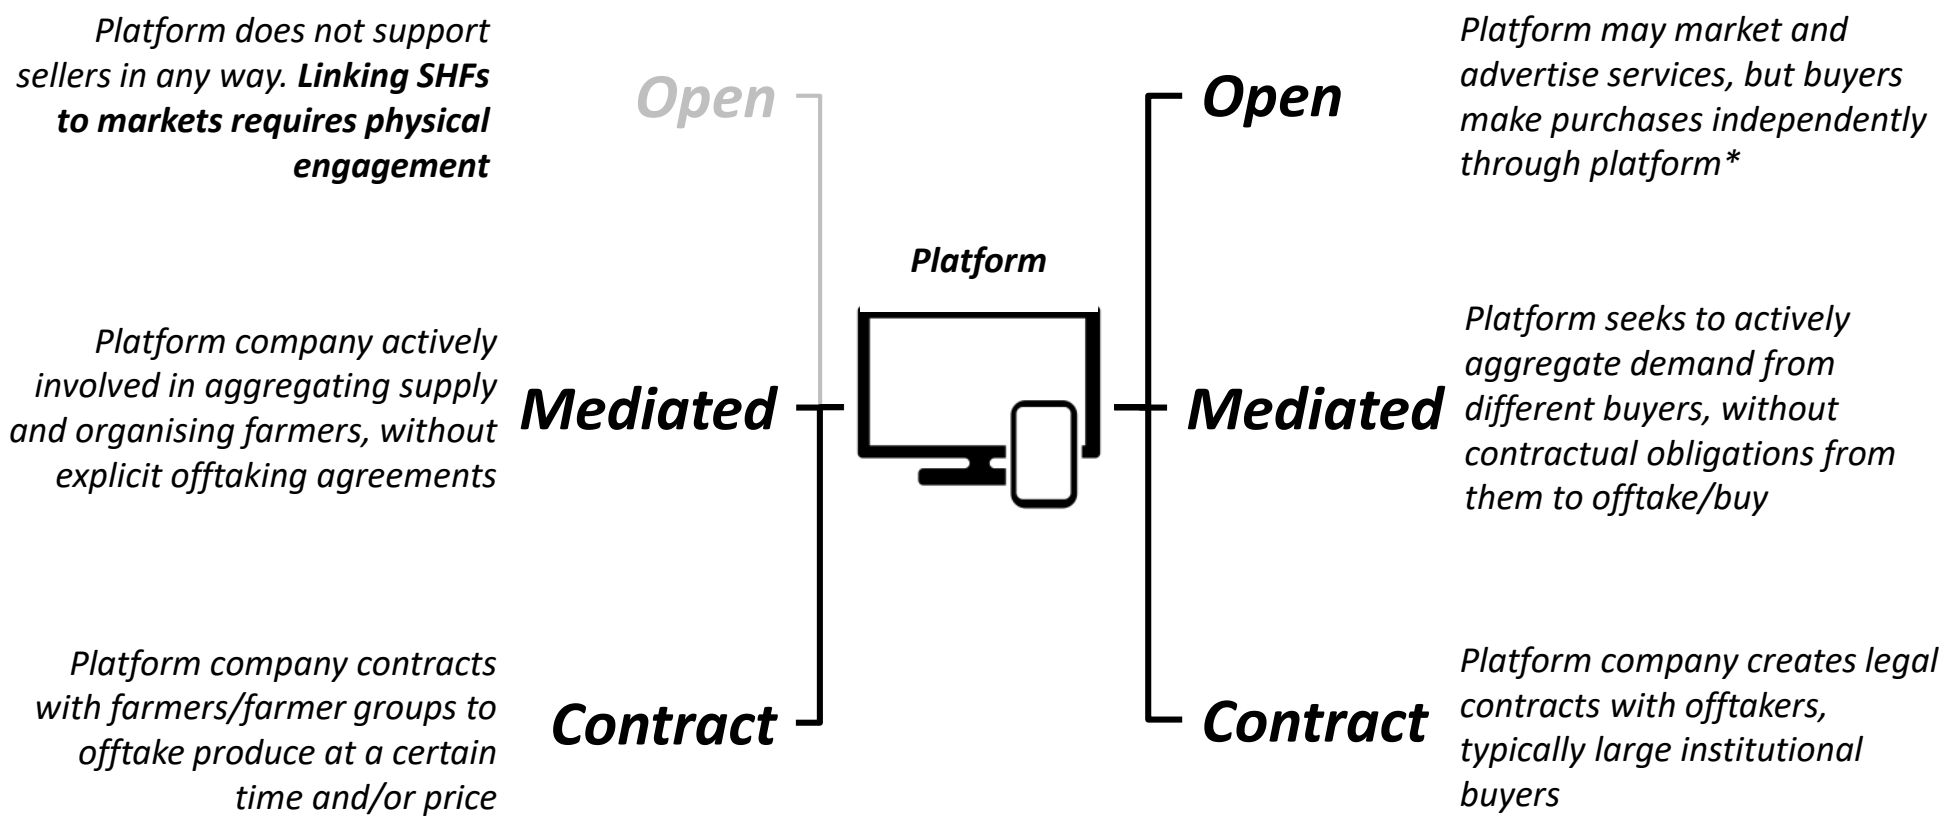 Platform does not support
sellers in any way. Linking SHFs
to markets requires physical
engagement
Open
Platform company actively
involved in aggregating supply
and organising farmers, without
explicit offtaking agreements
Mediated
Platform company contracts
with farmers/farmer groups to
offtake produce at a certain
time and/or price
Contract
Platform
Open
Platform may market and
advertise services, but buyers
make purchases independently
through platform*
Mediated
Platform seeks to actively
aggregate demand from
different buyers, without
contractual obligations from
them to offtake/buy
Contract
Platform company creates legal
contracts with offtakers,
typically large institutional
buyers